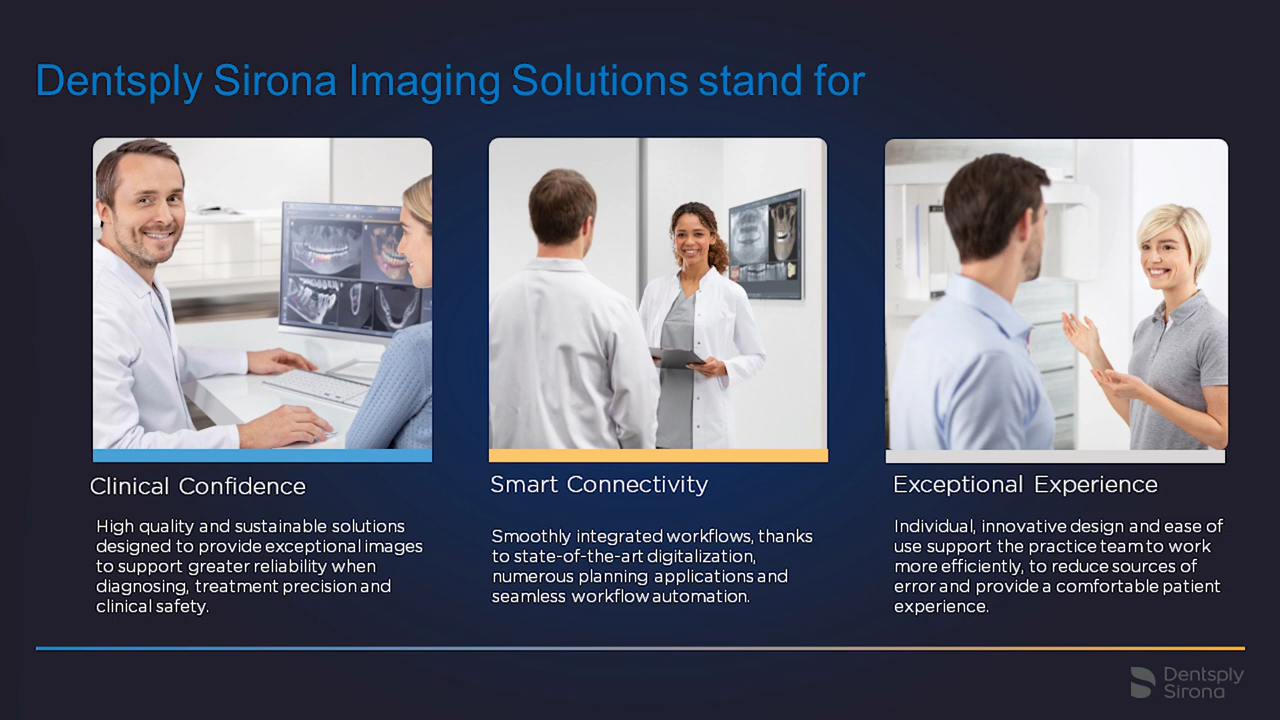 Dentsply Sirona Imaging Solutions stand for
Clinical Confidence
High quality and sustainable solutions
designed to provide exceptional images
to support greater reliability when
diagnosing, treatment precision and
clinical safety.
Smart Connectivity
Smoothly integrated workflows, thanks
to state-of-the-art digitalization,
numerous planning applications and
seamless workflow automation.
Exceptional Experience
Individual, innovative design and ease of
use support the practice team to work
more efficiently, to reduce sources of
error and provide a comfortable patient
experience.
Dentsply
Sirona